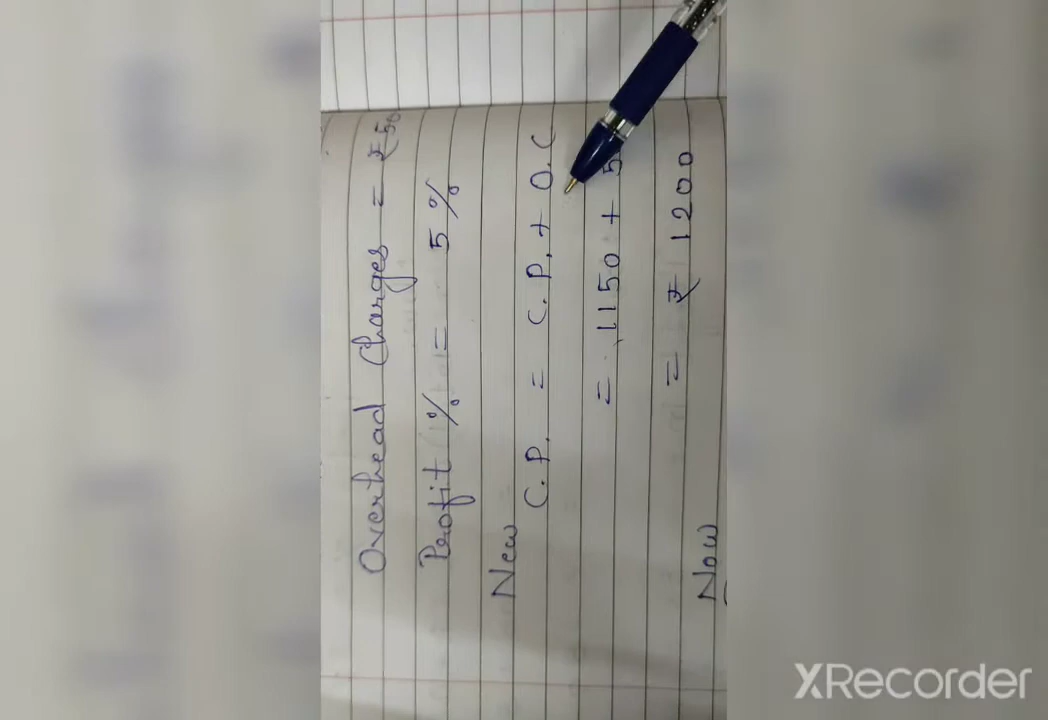 Overhead Charges = ₹50
Profit % = 5%
New
C.P. = C.P. + O.C
= 1150 + 5
= ₹ 1200
Now
XRecorder